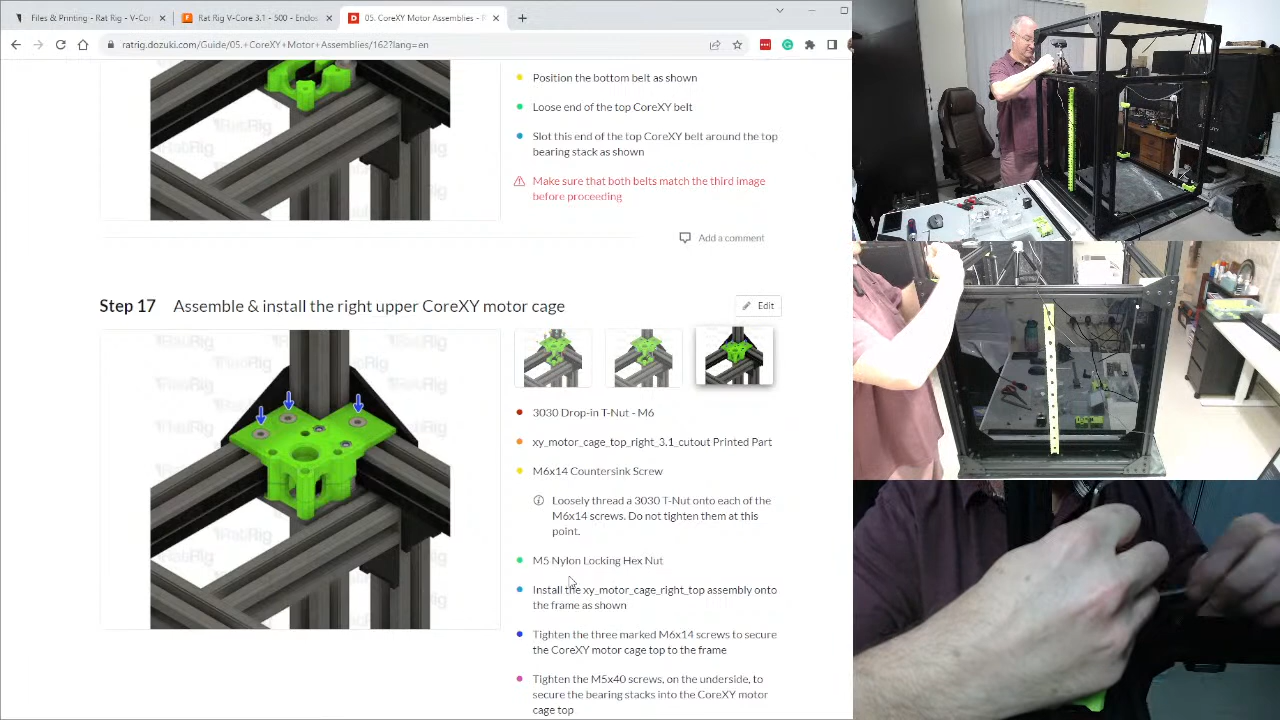 Files & Printing - Rat Rig V-Cor
Rat Rig V-Core 3.1 - 500 - Enclos
05. CoreXY Motor Assemblies - R
ratrig.dozuki.com/Guide/05.+CoreXY+Motor+Assemblies/162?lang=en
Position the bottom belt as shown
Loose end of the top CoreXY belt
Slot this end of the top CoreXY belt around the top
bearing stack as shown
Make sure that both belts match the third image
before proceeding
Add a comment
Step 17 Assemble & install the right upper CoreXY motor cage
Edit
3030 Drop-in T-Nut - M6
xy_motor_cage_top_right_3.1_cutout Printed Part
M6x14 Countersink Screw
Loosely thread a 3030 T-Nut onto each of the
M6x14 screws. Do not tighten them at this
point.
M5 Nylon Locking Hex Nut
Install the xy_motor_cage_right_top assembly onto
the frame as shown
Tighten the three marked M6x14 screws to secure
the CoreXY motor cage top to the frame
Tighten the M5x40 screws, on the underside, to
secure the bearing stacks into the CoreXY motor
cage top